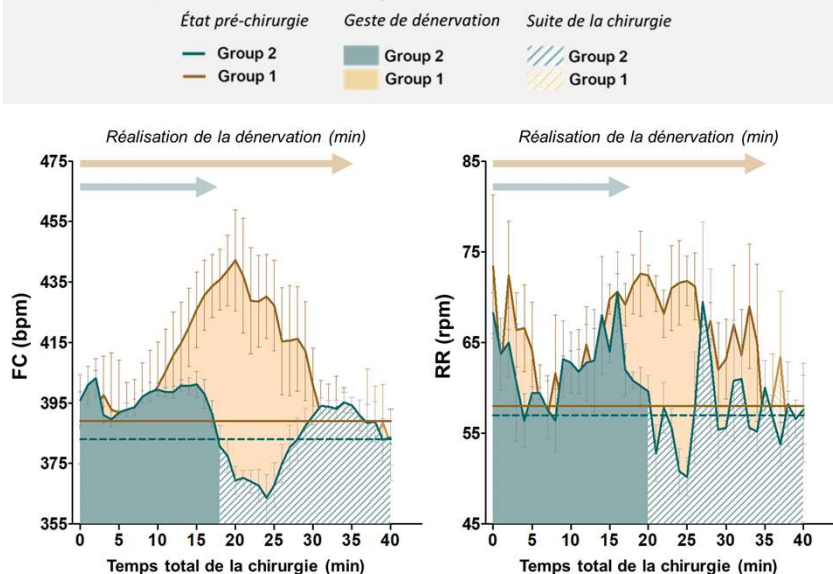 État pré-chirurgie Geste de dénervation Suite de la chirurgie
Group 2 Group 2 Group 2
Group 1 Group 1 Group 1
Réalisation de la dénervation (min)
475
455
435
415
395
375
355
FC (bpm)
0 5 10 15 20 25 30 35 40
Temps total de la chirurgie (min)
Réalisation de la dénervation (min)
85
75
65
55
45
RR (rpm)
0 5 10 15 20 25 30 35 40
Temps total de la chirurgie (min)